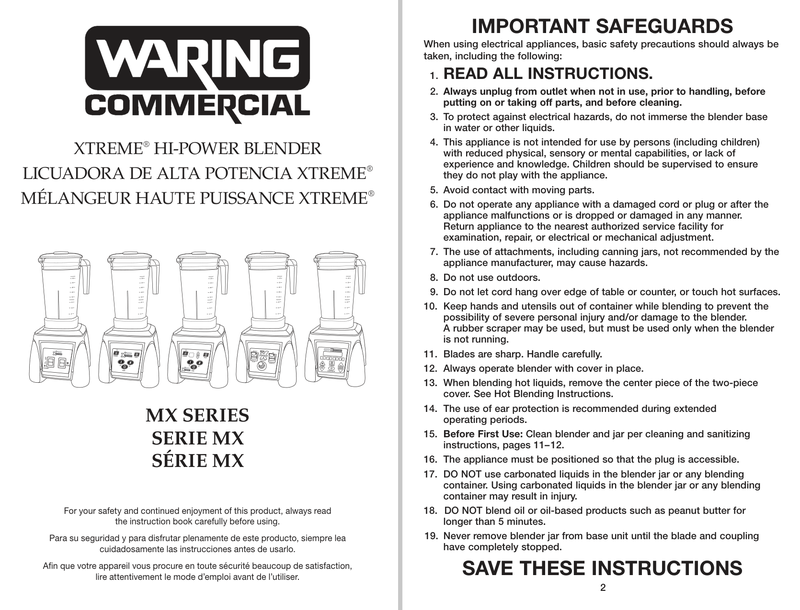 WARING
COMMERCIAL
XTREME® HI-POWER BLENDER
LICUADORA DE ALTA POTENCIA XTREME®
MÉLANGEUR HAUTE PUISSANCE XTREME®
MX SERIES
SERIE MX
SÉRIE MX
For your safety and continued enjoyment of this product, always read
the instruction book carefully before using.
Para su seguridad y para disfrutar plenamente de este producto, siempre lea
cuidadosamente las instrucciones antes de usarlo.
Afin que votre appareil vous procure en toute sécurité beaucoup de satisfaction,
lire attentivement le mode d'emploi avant de l'utiliser.
IMPORTANT SAFEGUARDS
When using electrical appliances, basic safety precautions should always be
taken, including the following:
1. READ ALL INSTRUCTIONS.
2. Always unplug from outlet when not in use, prior to handling, before
putting on or taking off parts, and before cleaning.
3. To protect against electrical hazards, do not immerse the blender base
in water or other liquids.
4. This appliance is not intended for use by persons (including children)
with reduced physical, sensory or mental capabilities, or lack of
experience and knowledge. Children should be supervised to ensure
they do not play with the appliance.
5. Avoid contact with moving parts.
6. Do not operate any appliance with a damaged cord or plug or after the
appliance malfunctions or is dropped or damaged in any manner.
Return appliance to the nearest authorized service facility for
examination, repair, or electrical or mechanical adjustment.
7. The use of attachments, including canning jars, not recommended by the
appliance manufacturer, may cause hazards.
8. Do not use outdoors.
9. Do not let cord hang over edge of table or counter, or touch hot surfaces.
10. Keep hands and utensils out of container while blending to prevent the
possibility of severe personal injury and/or damage to the blender.
A rubber scraper may be used, but must be used only when the blender
is not running.
11. Blades are sharp. Handle carefully.
12. Always operate blender with cover in place.
13. When blending hot liquids, remove the center piece of the two-piece
cover. See Hot Blending Instructions.
14. The use of ear protection is recommended during extended
operating periods.
15. Before First Use: Clean blender and jar per cleaning and sanitizing
instructions, pages 11–12.
16. The appliance must be positioned so that the plug is accessible.
17. DO NOT use carbonated liquids in the blender jar or any blending
container. Using carbonated liquids in the blender jar or any blending
container may result in injury.
18. DO NOT blend oil or oil-based products such as peanut butter for
longer than 5 minutes.
19. Never remove blender jar from base unit until the blade and coupling
have completely stopped.
SAVE THESE INSTRUCTIONS
2